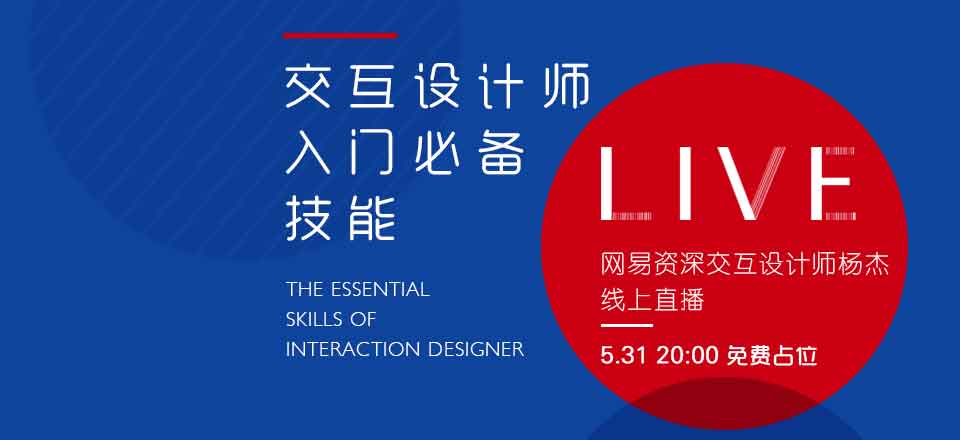 交互设计师
入门必备
技能
THE ESSENTIAL
SKILLS OF
INTERACTION DESIGNER
LIVE
网易资深交互设计师杨杰
线上直播
5.31 20:00 免费占位